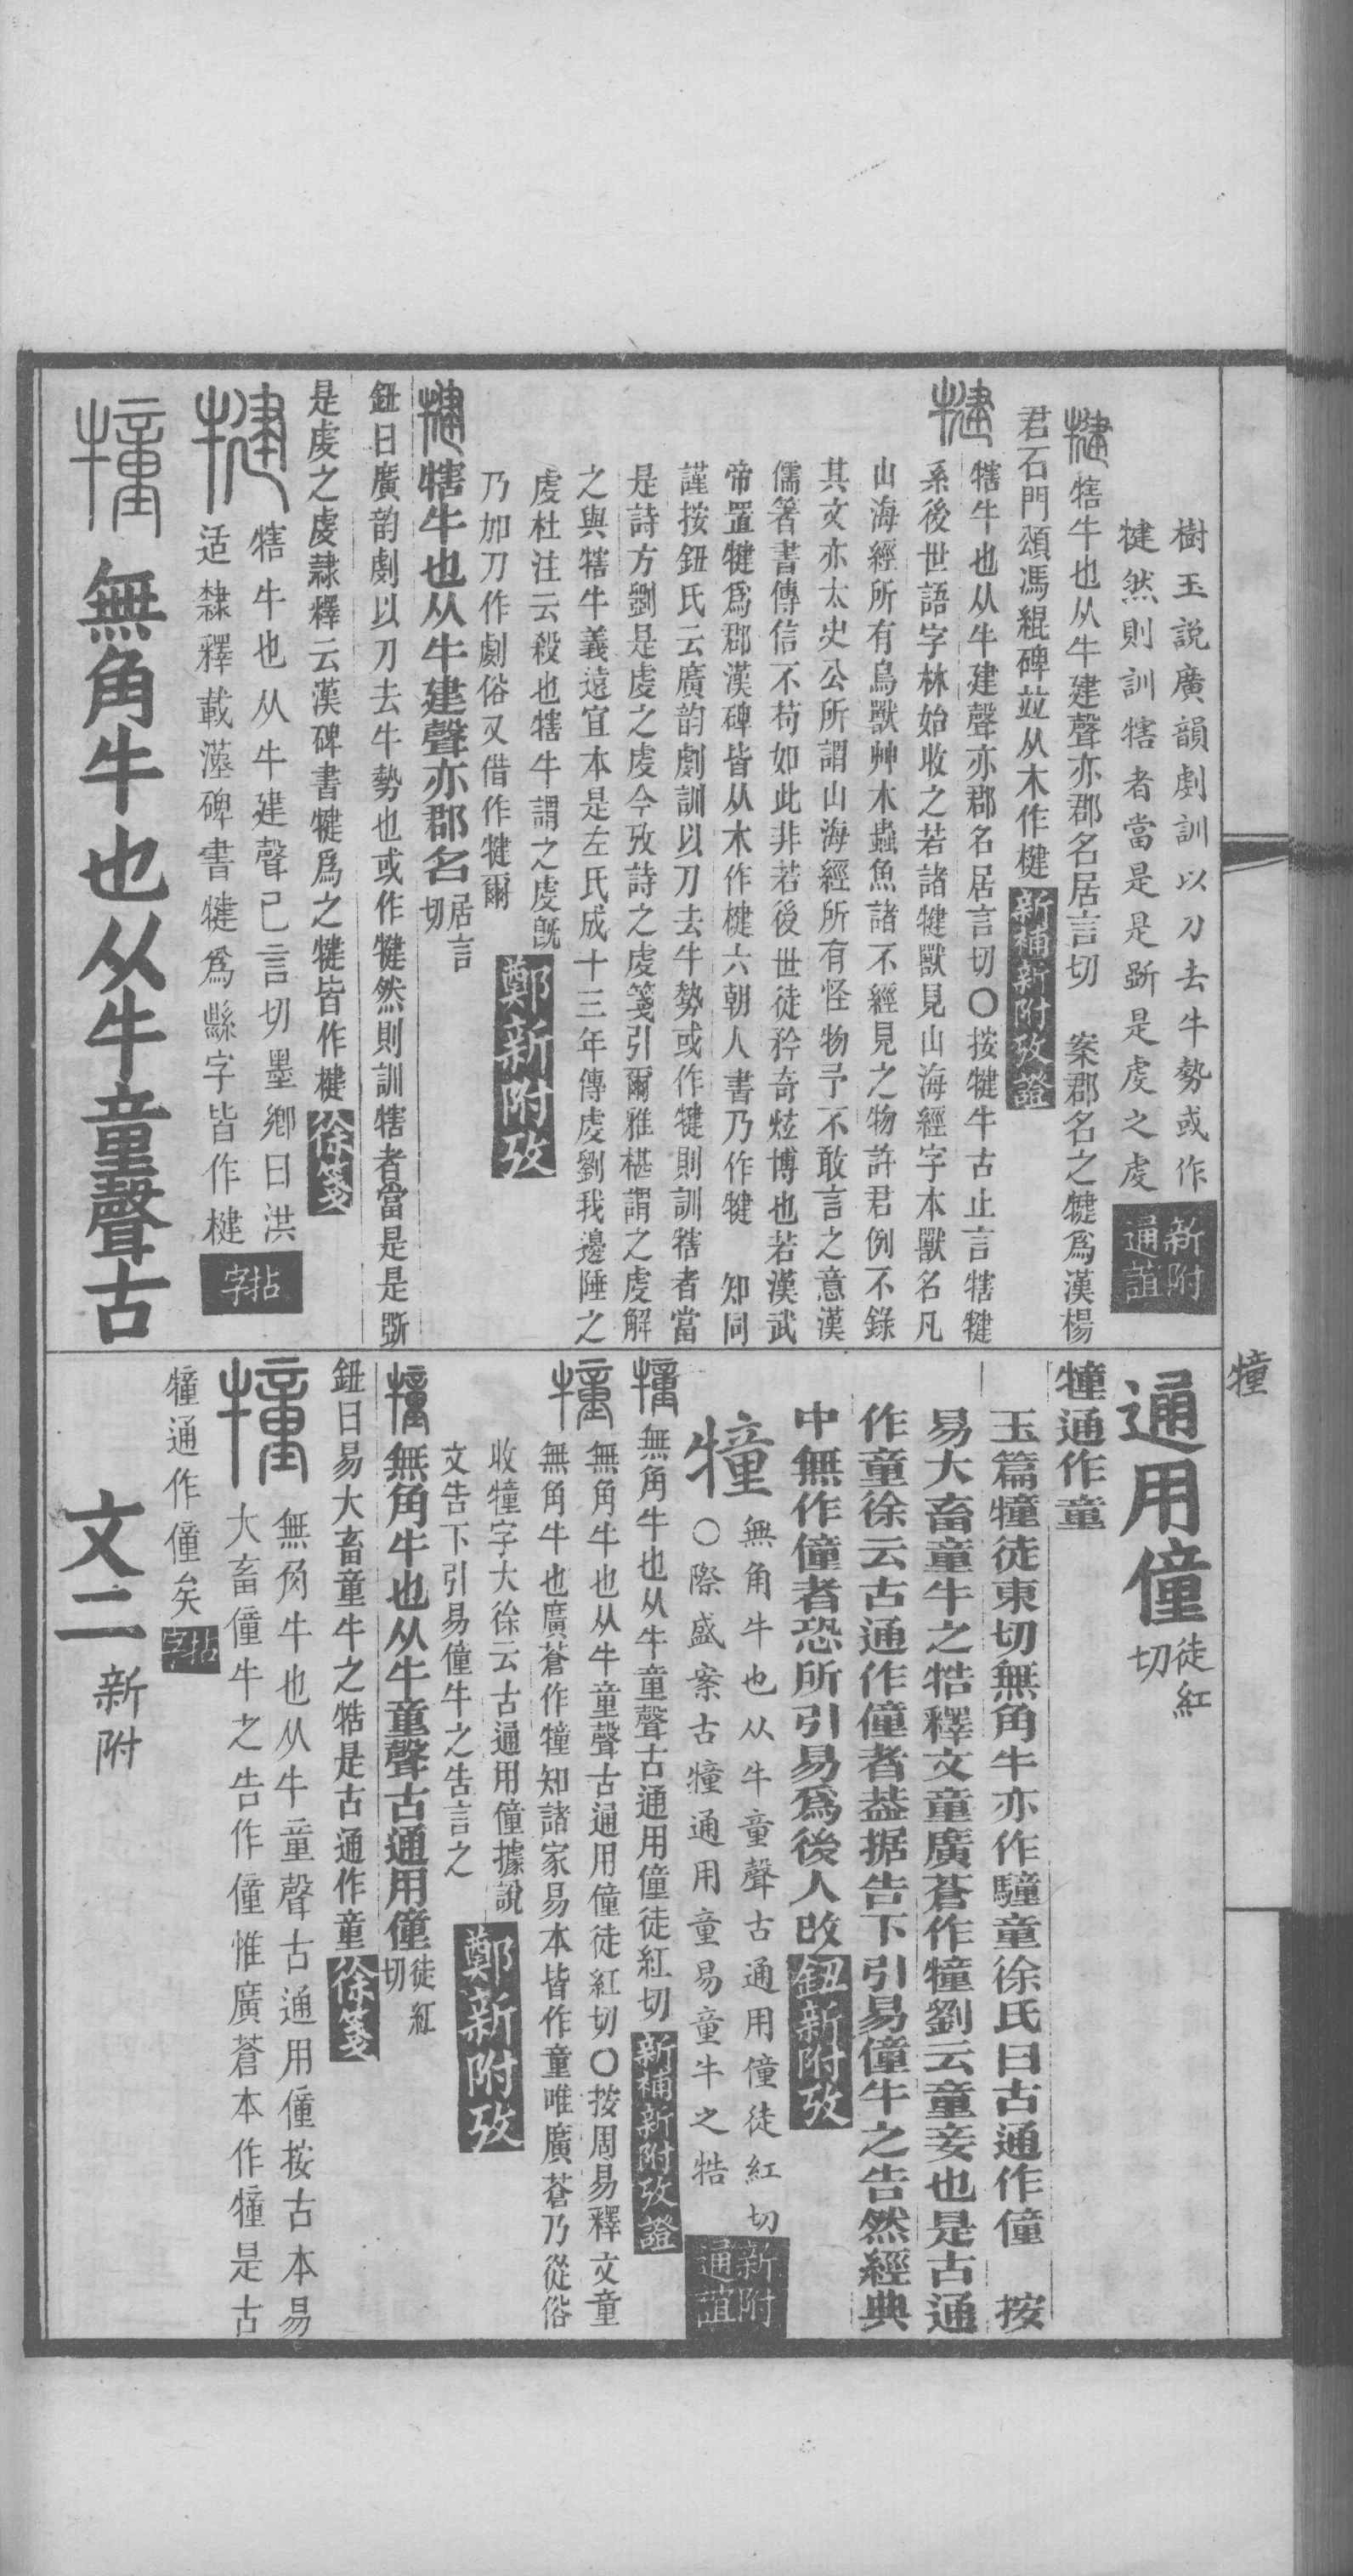 樹玉説廣韻劇訓以刀去牛勢或作
犍然則訓犗者當是是斵是虔之虔
新附
通誼
犍犗牛也从牛建聲亦郡名居言切 案郡名之犍爲漢楊
君石門頌馮緄碑並从木作楗
新補新附攷證
犍
犗牛也从牛建聲亦郡名居言切〇按犍牛古止言犗犍
系後世語字林始收之若諸犍獸見山海經字本獸名凡
山海經所有鳥獸艸木蟲魚諸不經見之物許君例不錄
其文亦太史公所謂山海經所有怪物予不敢言之意漢
儒箸書傳信不苟如此非若後世徒矜奇炫博也若漢武
帝置犍爲郡漢碑皆从木作楗六朝人書乃作犍 知同
謹按鈕氏云廣韵劇訓以刀去牛勢或作犍則訓犗者當
是詩方劉是虔之虔今攷詩之虔箋引爾雅椹謂之虔解
之與犗牛義遠宜本是左氏成十三年傳虔劉我邊陲之
虔杜注云殺也犗牛謂之虔旣
乃加刀作劇俗又借作犍爾
鄭新附攷
犍犗牛也从牛建聲亦郡名居言切
鈕曰廣韵劇以刀去牛勢也或作犍然則訓犗者當是是斵
是虔之虔隷釋云漢碑書犍爲之犍皆作楗
徐箋
犍
犗牛也从牛建聲已言切墨鄉曰洪
适隸釋載漢碑書犍爲縣字皆作楗
拈字
犝無角牛也从牛童聲古
犝
通用僮徒紅切
犝通作童
玉篇犝徒東切無角牛亦作䮵童徐氏曰古通作僮 按
易大畜童牛之牿釋文童廣蒼作犝劉云童妾也是古通
作童徐云古通作僮者葢据告下引易僮牛之告然經典
中無作僮者恐所引易爲後人改
鈕新附攷
犝
無角牛也从牛童聲古通用僮徒紅切
〇際盛案古犝通用童易童牛之牿
新附
通誼
犝無角牛也从牛童聲古通用僮徒紅切
新補新附攷證
犝
無角牛也从牛童聲古通用僮徒紅切〇按周易釋文童
無角牛也廣蒼作犝知諸家易本皆作童唯廣蒼乃從俗
收犝字大徐云古通用僮據說
文告下引易僮牛之告言之
鄭新附攷
犝無角牛也从牛童聲古通用僮徒紅切
鈕曰易大畜童牛之牿是古通作童
徐箋
犝
無角牛也从牛童聲古通用僮按古本易
大畜僮牛之告作僮惟廣蒼本作犝是古
犝通作僮矣
拈字
文二 新附